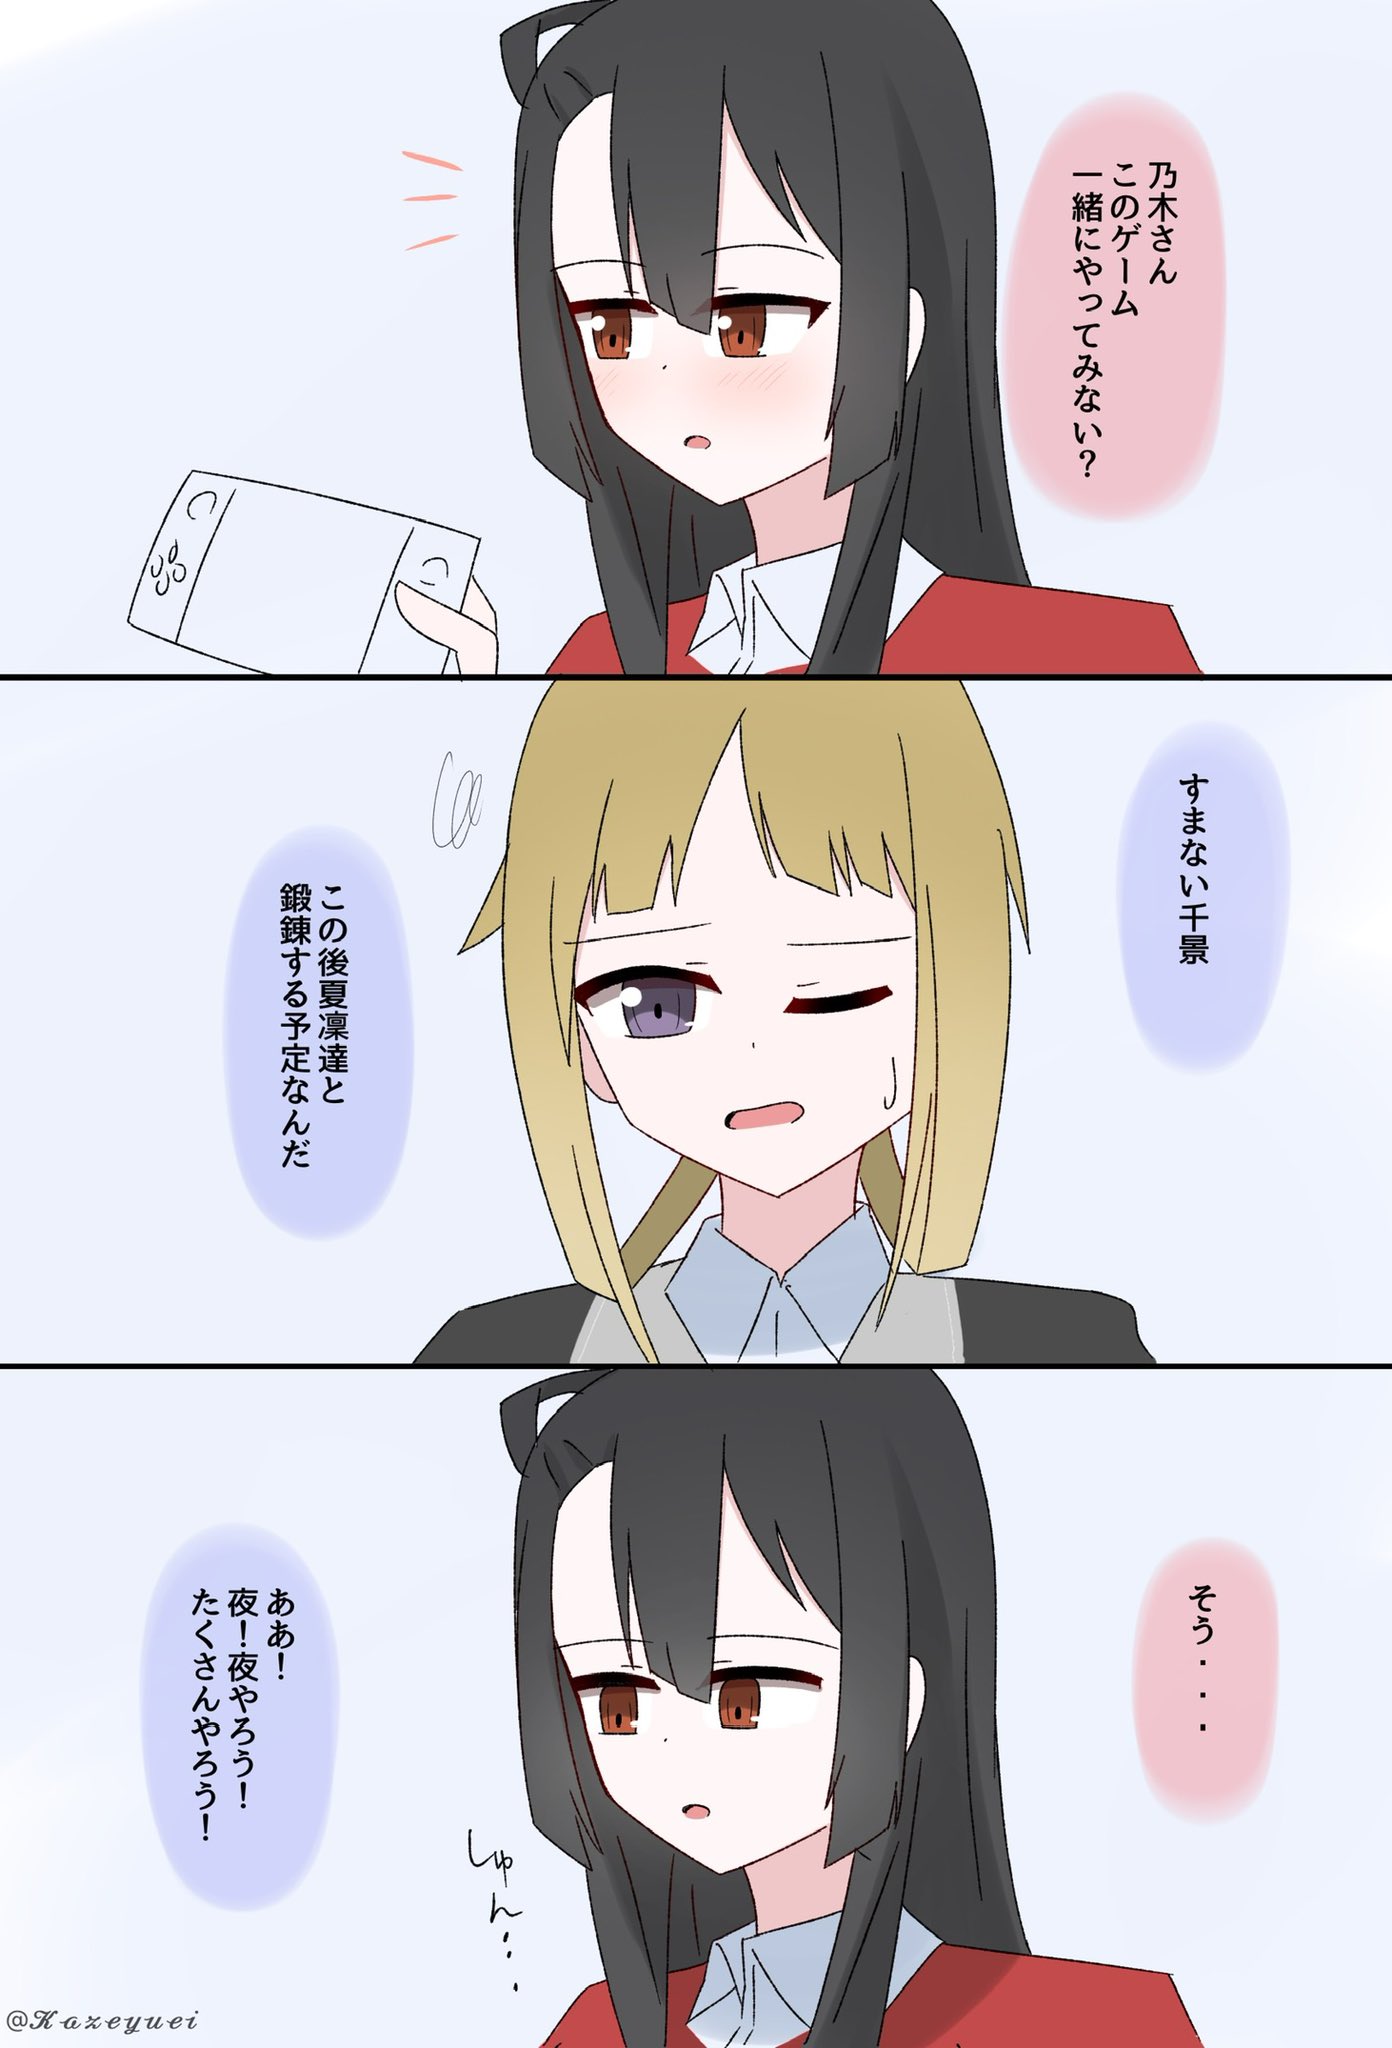 乃木さん
このゲーム
一緒にやってみない？
すまない千景
この後夏凜達と
鍛錬する予定なんだ
そう・・・
ああ！
夜！夜やろう！
たくさんやろう！
しゅん…
@Kazeyuei